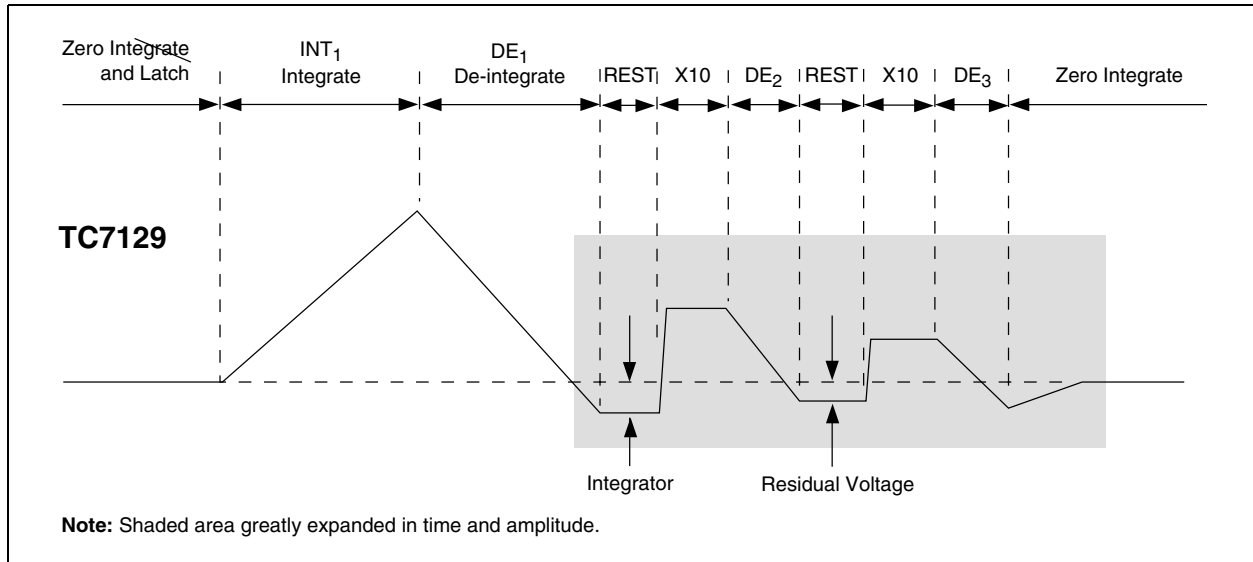 Zero Integrate
and Latch
INT1
Integrate
DE1
De-integrate
REST
X10
DE2
REST
X10
DE3
Zero Integrate
TC7129
Integrator
Residual Voltage
Note: Shaded area greatly expanded in time and amplitude.